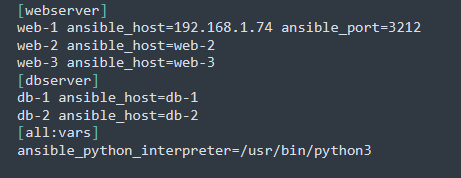 [webserver]
web-1 ansible_host=192.168.1.74 ansible_port=3212
web-2 ansible_host=web-2
web-3 ansible_host=web-3
[dbserver]
db-1 ansible_host=db-1
db-2 ansible_host=db-2
[all:vars]
ansible_python_interpreter=/usr/bin/python3